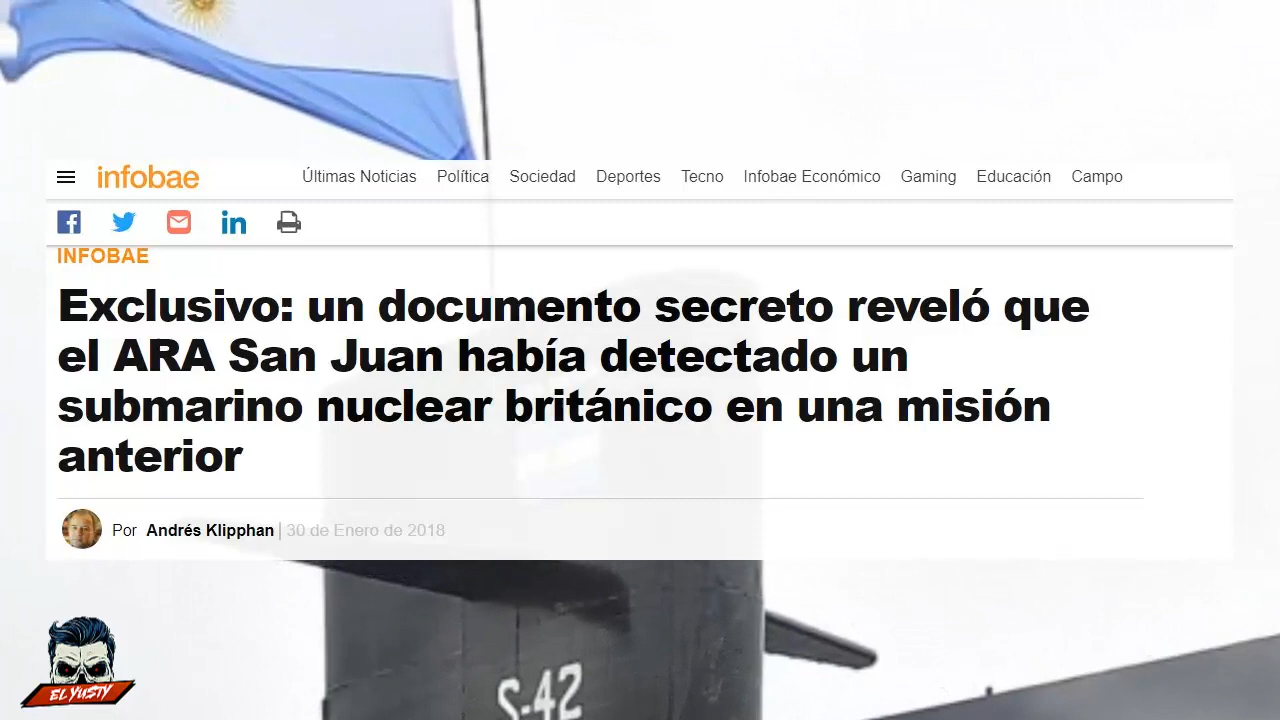 infobae
Últimas Noticias Política Sociedad Deportes Tecno Infobae Económico Gaming Educación Campo
INFOBAE
Exclusivo: un documento secreto reveló que
el ARA San Juan había detectado un
submarino nuclear británico en una misión
anterior
Por Andrés Klipphan | 30 de Enero de 2018
S-42
EL YUSTY